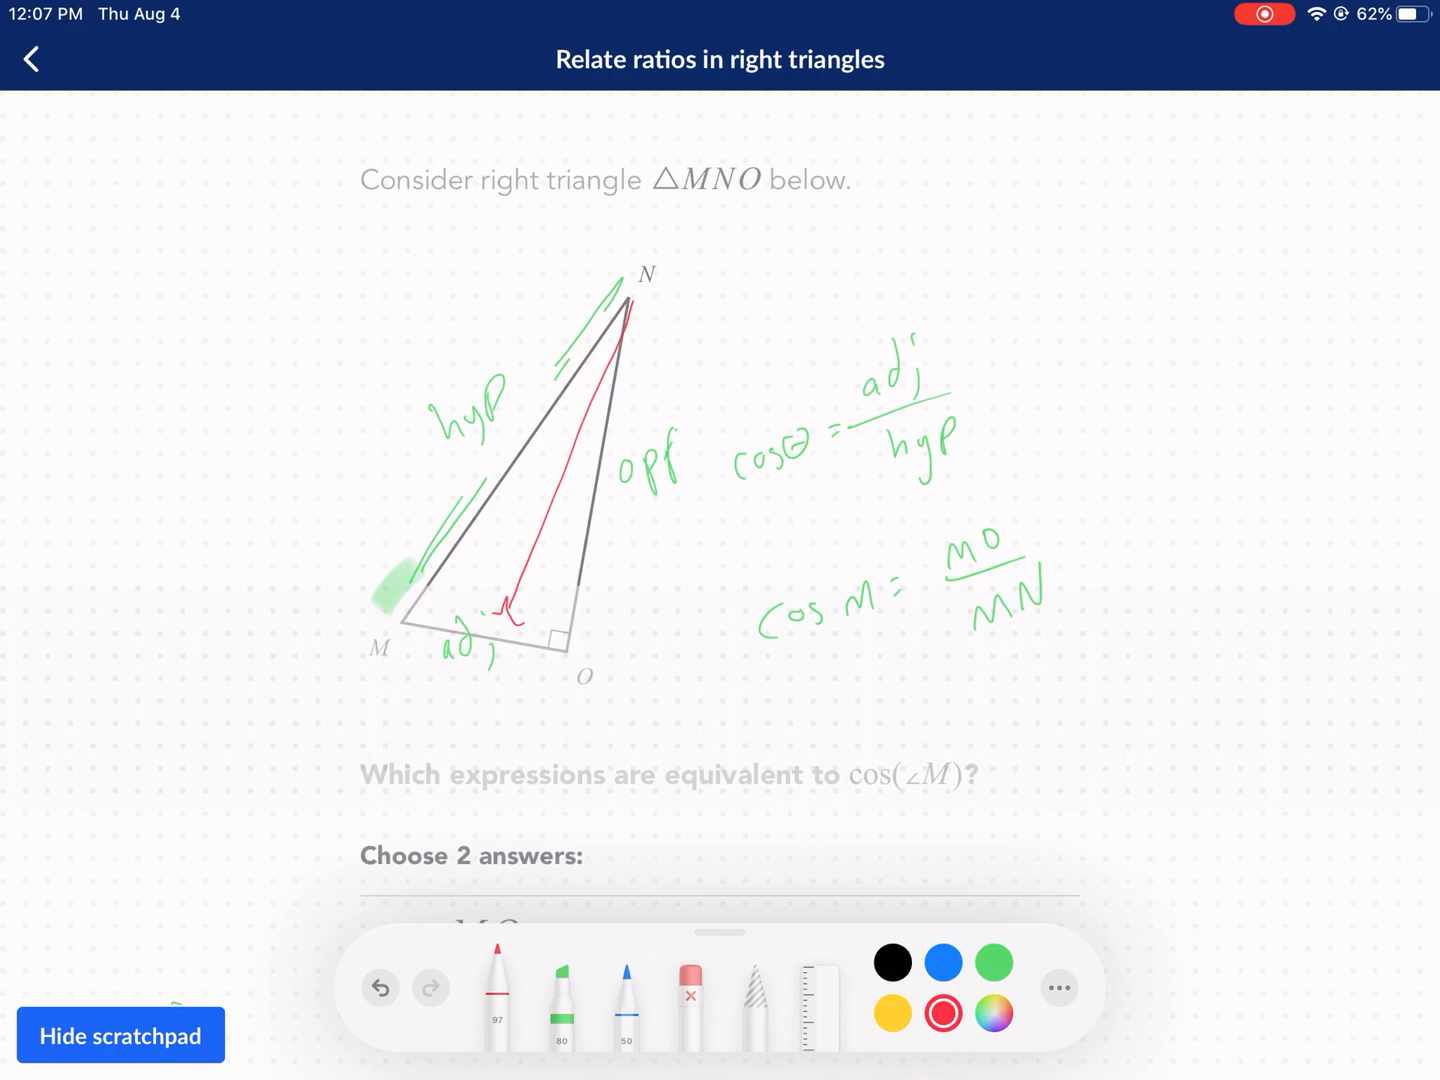 12:07 PM Thu Aug 4
62%
Relate ratios in right triangles
Consider right triangle △MNO below.
N
hyp
opp
cosθ = adj/hyp
cos M = MO/MN
adj
M
O
Which expressions are equivalent to cos(∠M)?
Choose 2 answers:
97
80
50
Hide scratchpad